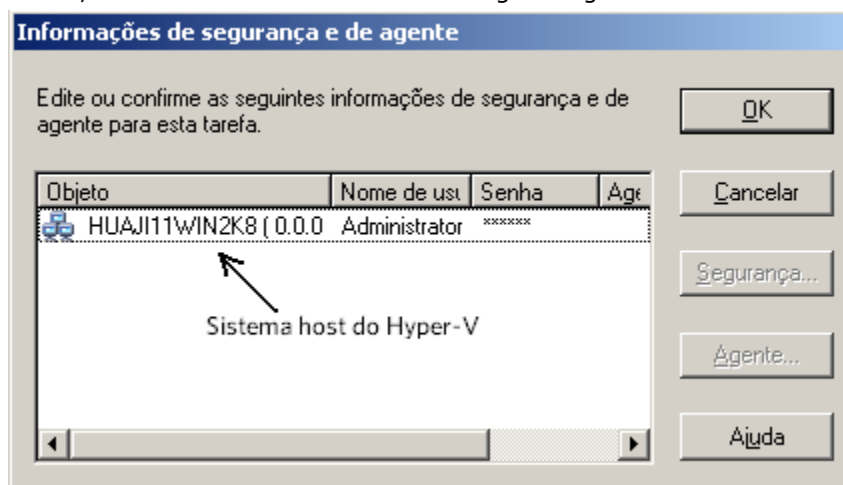 Informações de segurança e de agente
Edite ou confirme as seguintes informações de segurança e de
agente para esta tarefa.
OK
Objeto Nome de usu Senha Age
Cancelar
HUAJI11WIN2K8 ( 0.0.0 Administrator ******
Segurança...
Sistema host do Hyper-V
Agente...
Ajuda